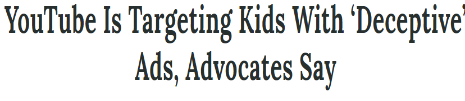 YouTube Is Targeting Kids With ‘Deceptive’
Ads, Advocates Say